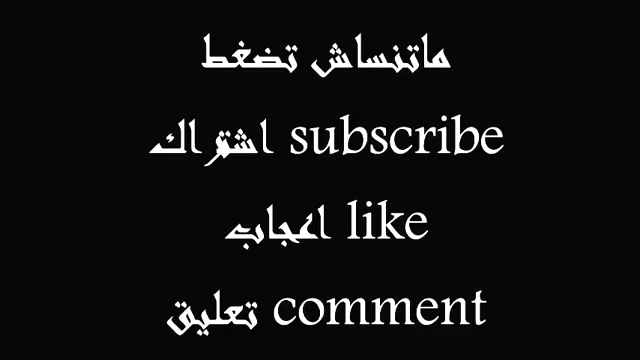 ماتنساش تضغط
subscribe اشتراك
like اعجاب
comment تعليق